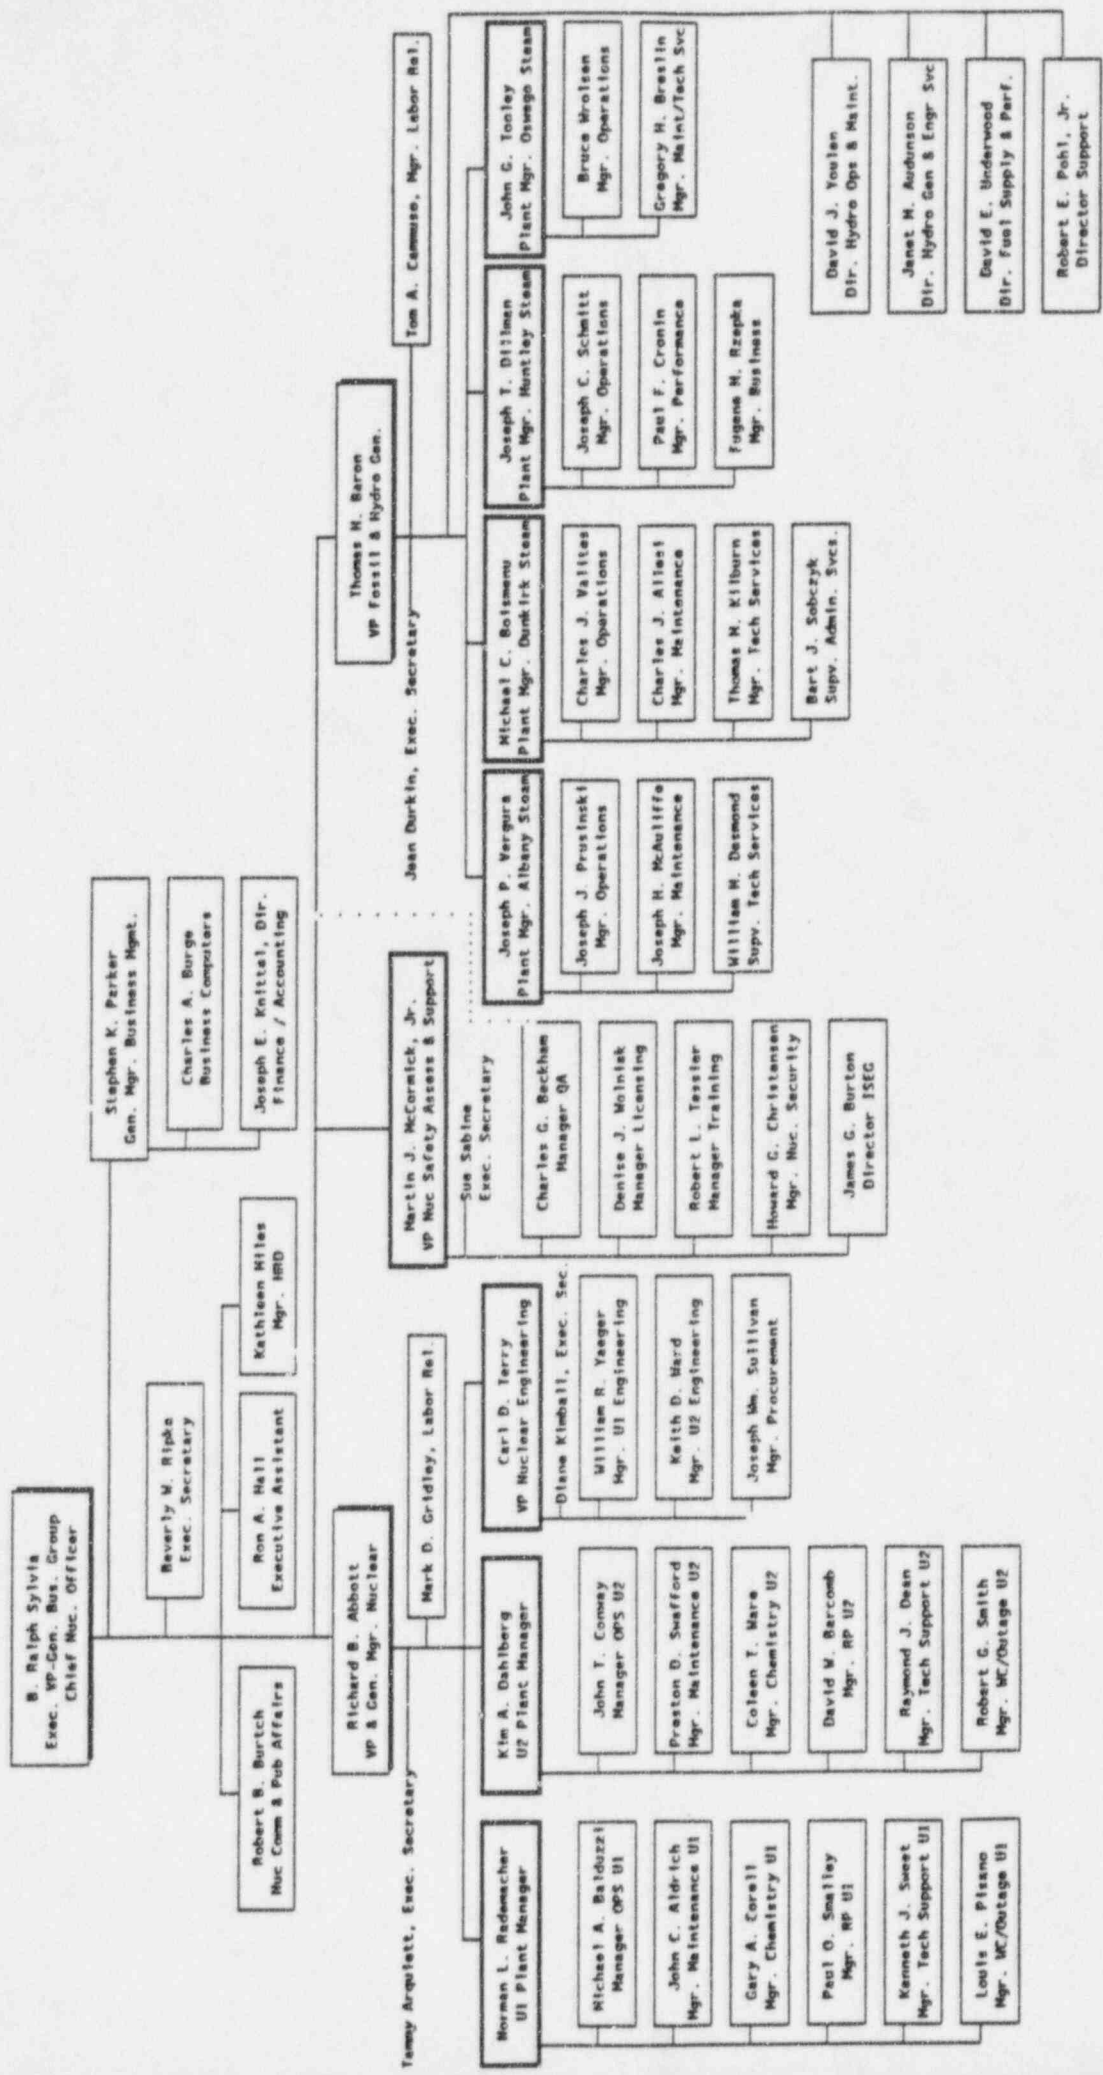 B. Ralph Sylvia
Exec. VP-Gen. Bus. Group
Chief Nuc. Officer
Beverly W. Ripka
Exec. Secretary
Robert B. Burtch
Nuc Comm & Pub Affairs
Ron A. Hall
Executive Assistant
Kathleen Miles
Mgr. HRD
Stephen K. Parker
Gen. Mgr. Business Mgmt.
Charles A. Burge
Business Computers
Joseph E. Knittel, Dir.
Finance / Accounting
Richard B. Abbott
VP & Gen. Mgr. Nuclear
Tammy Arquiett, Exec. Secretary
Mark D. Gridley, Labor Rel.
Norman L. Rademacher
U1 Plant Manager
Michael A. Balduzzi
Manager OPS U1
John C. Aldrich
Mgr. Maintenance U1
Gary A. Corell
Mgr. Chemistry U1
Paul O. Smalley
Mgr. RP U1
Kenneth J. Sweet
Mgr. Tech Support U1
Louis E. Pisano
Mgr. WC/Outage U1
Kim A. Dahlberg
U2 Plant Manager
John T. Conway
Manager OPS U2
Preston D. Swafford
Mgr. Maintenance U2
Coleen T. Ware
Mgr. Chemistry U2
David W. Barcomb
Mgr. RP U2
Raymond J. Dean
Mgr. Tech Support U2
Robert G. Smith
Mgr. WC/Outage U2
Carl D. Terry
VP Nuclear Engineering
Diane Kimball, Exec. Sec.
William R. Yaeger
Mgr. U1 Engineering
Keith D. Ward
Mgr. U2 Engineering
Joseph Wm. Sullivan
Mgr. Procurement
Martin J. McCormick, Jr.
VP Nuc Safety Assess & Support
Sue Sabine
Exec. Secretary
Charles G. Beckham
Manager QA
Denise J. Wolniak
Manager Licensing
Robert L. Tessier
Manager Training
Howard G. Christensen
Mgr. Nuc. Security
James G. Burton
Director ISEG
Thomas H. Baron
VP Fossil & Hydro Gen.
Jean Durkin, Exec. Secretary
Tom A. Cammuso, Mgr. Labor Rel.
Joseph P. Vergura
Plant Mgr. Albany Steam
Joseph J. Prusinski
Mgr. Operations
Joseph H. McAuliffe
Mgr. Maintenance
William M. Desmond
Supv. Tech Services
Michael C. Boismenu
Plant Mgr. Dunkirk Steam
Charles J. Valites
Mgr. Operations
Charles J. Allesi
Mgr. Maintenance
Thomas M. Kilburn
Mgr. Tech Services
Bart J. Sobczyk
Supv. Admin. Svcs.
Joseph T. Dillman
Plant Mgr. Huntley Steam
Joseph C. Schmitt
Mgr. Operations
Paul F. Cronin
Mgr. Performance
Eugene M. Rzepka
Mgr. Business
John G. Tooley
Plant Mgr. Oswego Steam
Bruce Wrolsen
Mgr. Operations
Gregory H. Breslin
Mgr. Maint/Tech Svc
David J. Youlen
Dir. Hydro Ops & Maint.
Janet M. Audunson
Dir. Hydro Gen & Engr Svc
David E. Underwood
Dir. Fuel Supply & Perf.
Robert E. Pohl, Jr.
Director Support